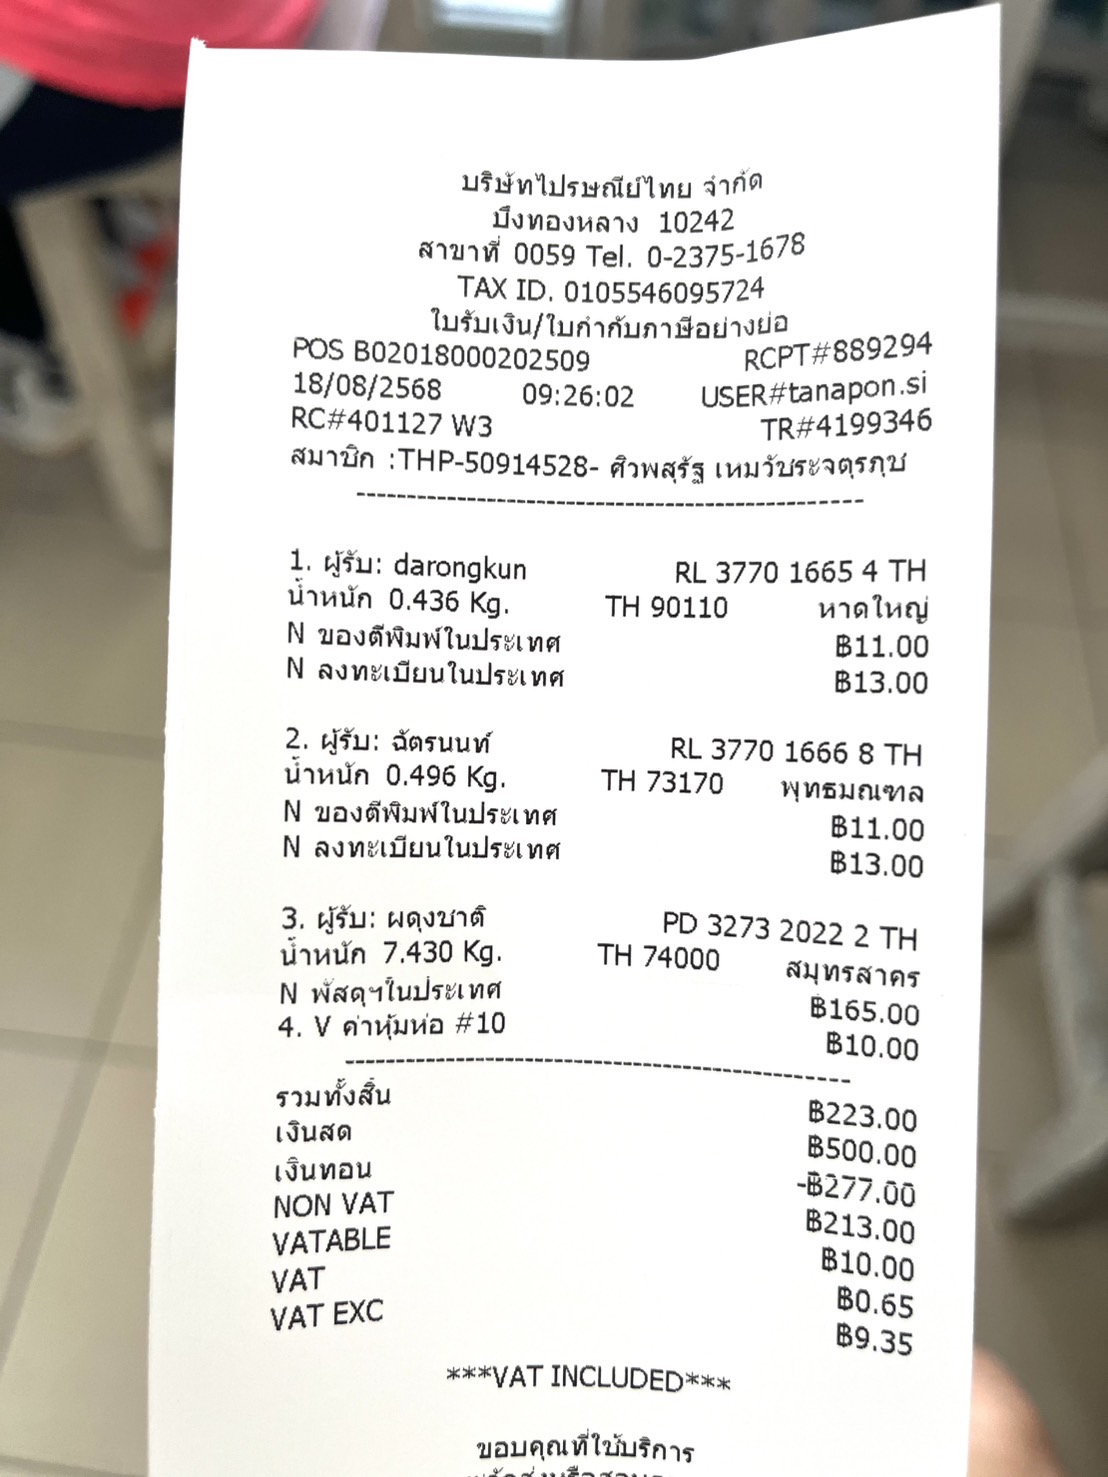 บริษัทไปรษณีย์ไทย จำกัด
บึงทองหลาง 10242
สาขาที่ 0059 Tel. 0-2375-1678
TAX ID. 0105546095724
ใบรับเงิน/ใบกำกับภาษีอย่างย่อ
POS B02018000202509 RCPT#889294
18/08/2568 09:26:02 USER#tanapon.si
RC#401127 W3 TR#4199346
สมาชิก :THP-50914528- ศิวพสุรัฐ เหมวัชระจตุรภุช
1. ผู้รับ: darongkun RL 3770 1665 4 TH
น้ำหนัก 0.436 Kg. TH 90110 หาดใหญ่
N ของตีพิมพ์ในประเทศ ฿11.00
N ลงทะเบียนในประเทศ ฿13.00
2. ผู้รับ: ฉัตรนนท์ RL 3770 1666 8 TH
น้ำหนัก 0.496 Kg. TH 73170 พุทธมณฑล
N ของตีพิมพ์ในประเทศ ฿11.00
N ลงทะเบียนในประเทศ ฿13.00
3. ผู้รับ: ผดุงชาติ PD 3273 2022 2 TH
น้ำหนัก 7.430 Kg. TH 74000 สมุทรสาคร
N พัสดุฯในประเทศ ฿165.00
4. V ค่าหุ้มห่อ #10 ฿10.00
รวมทั้งสิ้น ฿223.00
เงินสด ฿500.00
เงินทอน -฿277.00
NON VAT ฿213.00
VATABLE ฿10.00
VAT ฿0.65
VAT EXC ฿9.35
***VAT INCLUDED***
ขอบคุณที่ใช้บริการ